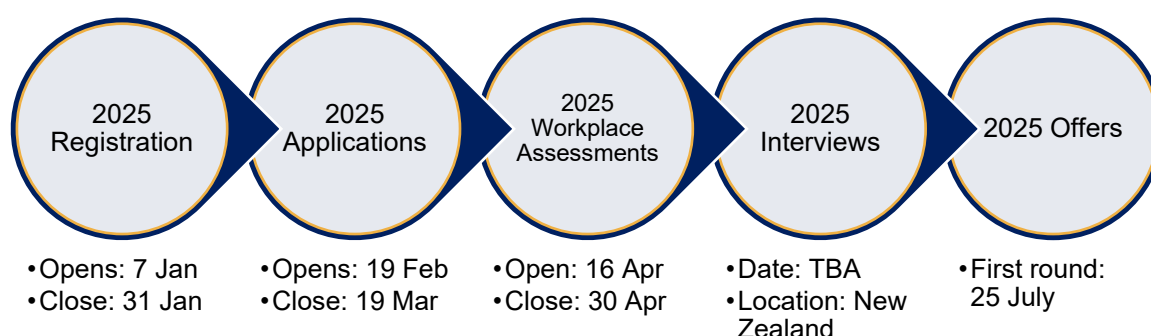 2025
Registration
•Opens: 7 Jan
•Close: 31 Jan
2025
Applications
•Opens: 19 Feb
•Close: 19 Mar
2025
Workplace
Assessments
•Open: 16 Apr
•Close: 30 Apr
2025
Interviews
•Date: TBA
•Location: New
Zealand
2025 Offers
•First round:
25 July